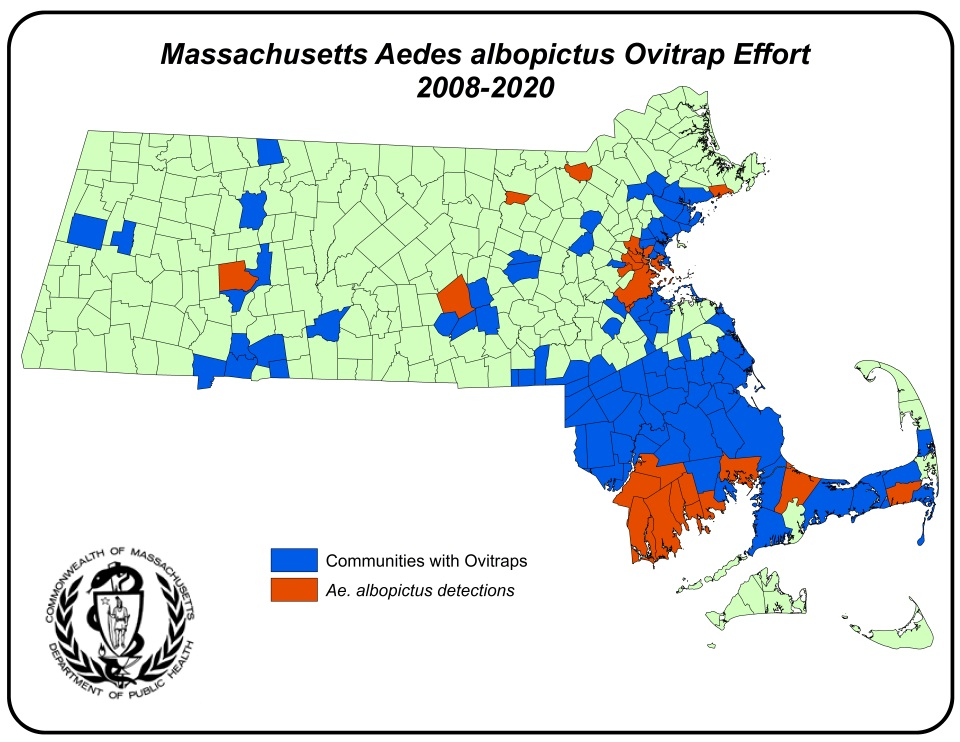 Massachusetts Aedes albopictus Ovitrap Effort
2008-2020
Communities with Ovitraps
Ae. albopictus detections
COMMONWEALTH OF MASSACHUSETTS
DEPARTMENT OF PUBLIC HEALTH